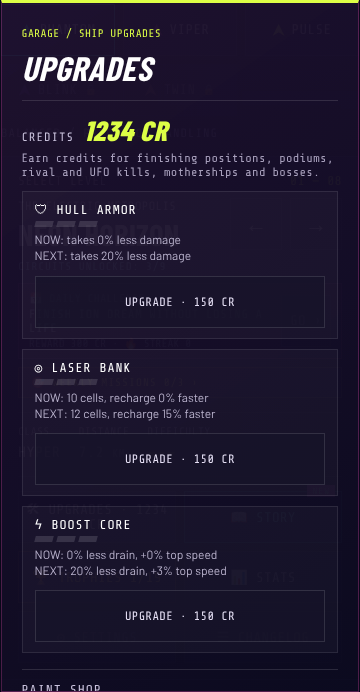 GARAGE / SHIP UPGRADES
VIPER
PULSE
UPGRADES
CREDITS 1234 CR
Earn credits for finishing positions, podiums,
rival and UFO kills, motherships and bosses.
HULL ARMOR
NOW: takes 0% less damage
NEXT: takes 20% less damage
UPGRADE · 150 CR
LASER BANK
NOW: 10 cells, recharge 0% faster
NEXT: 12 cells, recharge 15% faster
UPGRADE · 150 CR
BOOST CORE
NOW: 0% less drain, +0% top speed
NEXT: 20% less drain, +3% top speed
STATS
UPGRADE · 150 CR
PAINT SHOP